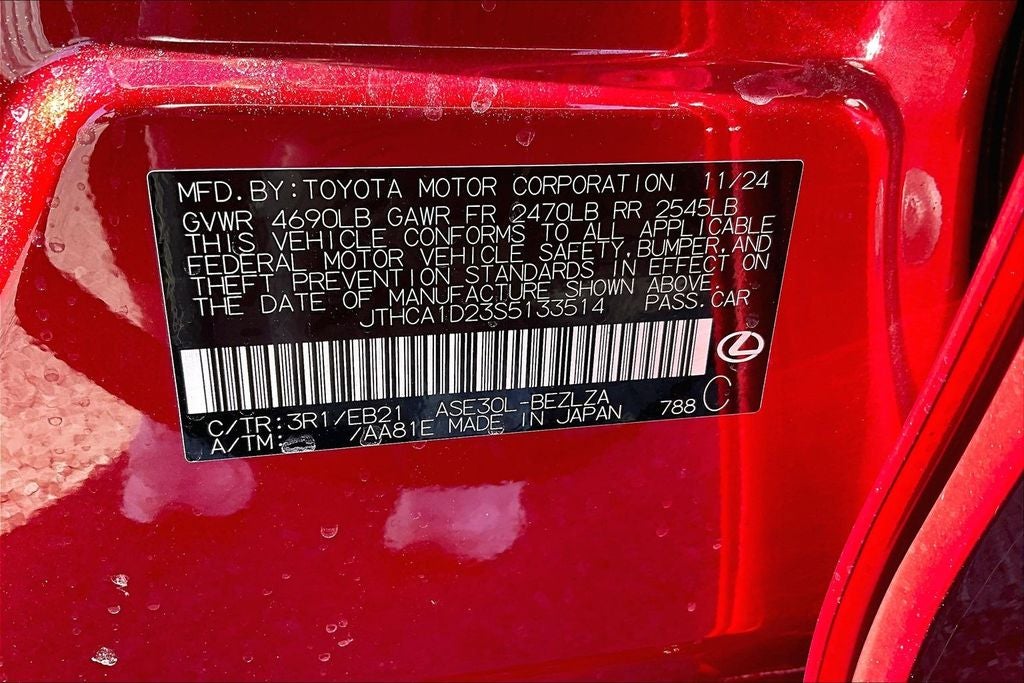 MFD. BY: TOYOTA MOTOR CORPORATION 11/24
GVWR 4690LB GAWR FR 2470LB RR 2545LB
THIS VEHICLE CONFORMS TO ALL APPLICABLE
FEDERAL MOTOR VEHICLE SAFETY, BUMPER, AND
THEFT PREVENTION STANDARDS IN EFFECT ON
THE DATE OF MANUFACTURE SHOWN ABOVE.
JTHCA1D23S5133514 PASS. CAR
C/TR: 3R1/EB21 ASE30L-BEZLZA 788 C
A/TM: /AA81E MADE IN JAPAN